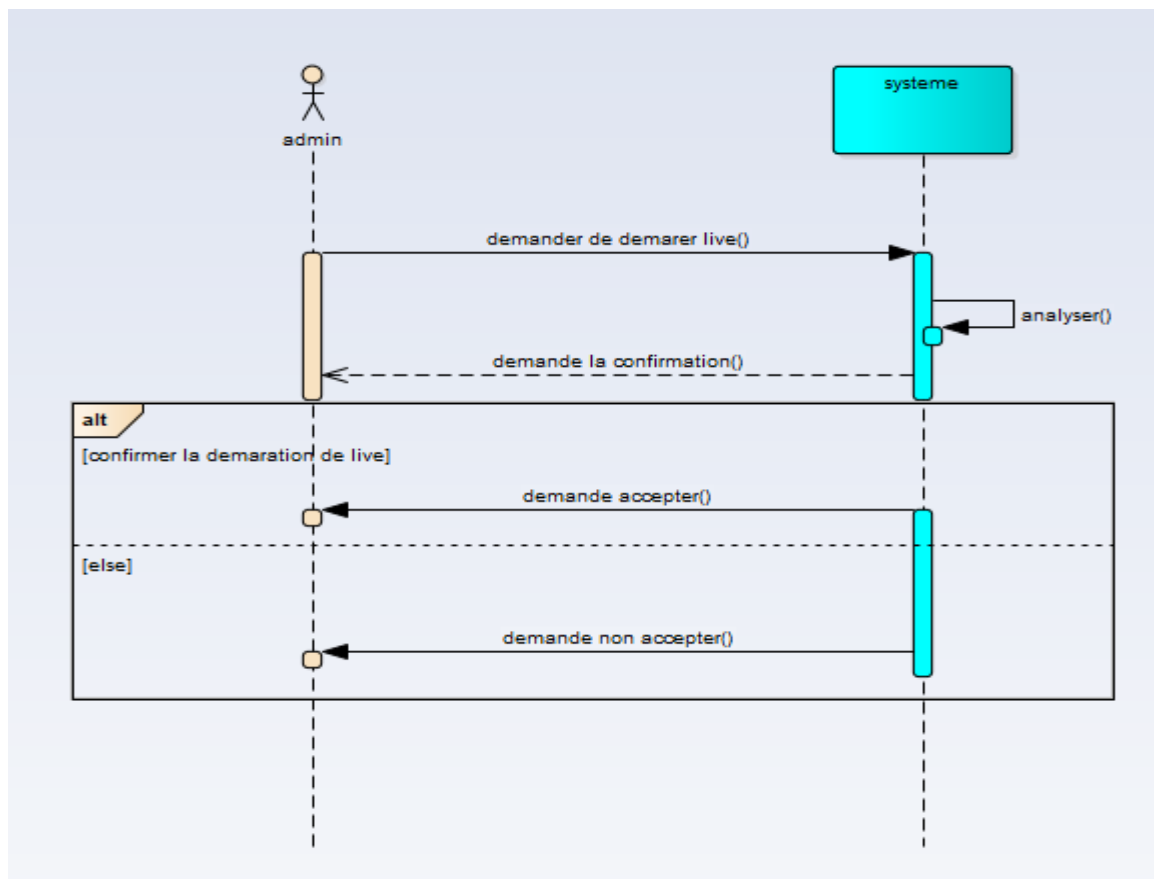 systeme
admin
demander de demarer live()
analyser()
demande la confirmation()
alt
[confirmer la demaration de live]
demande accepter()
[else]
demande non accepter()